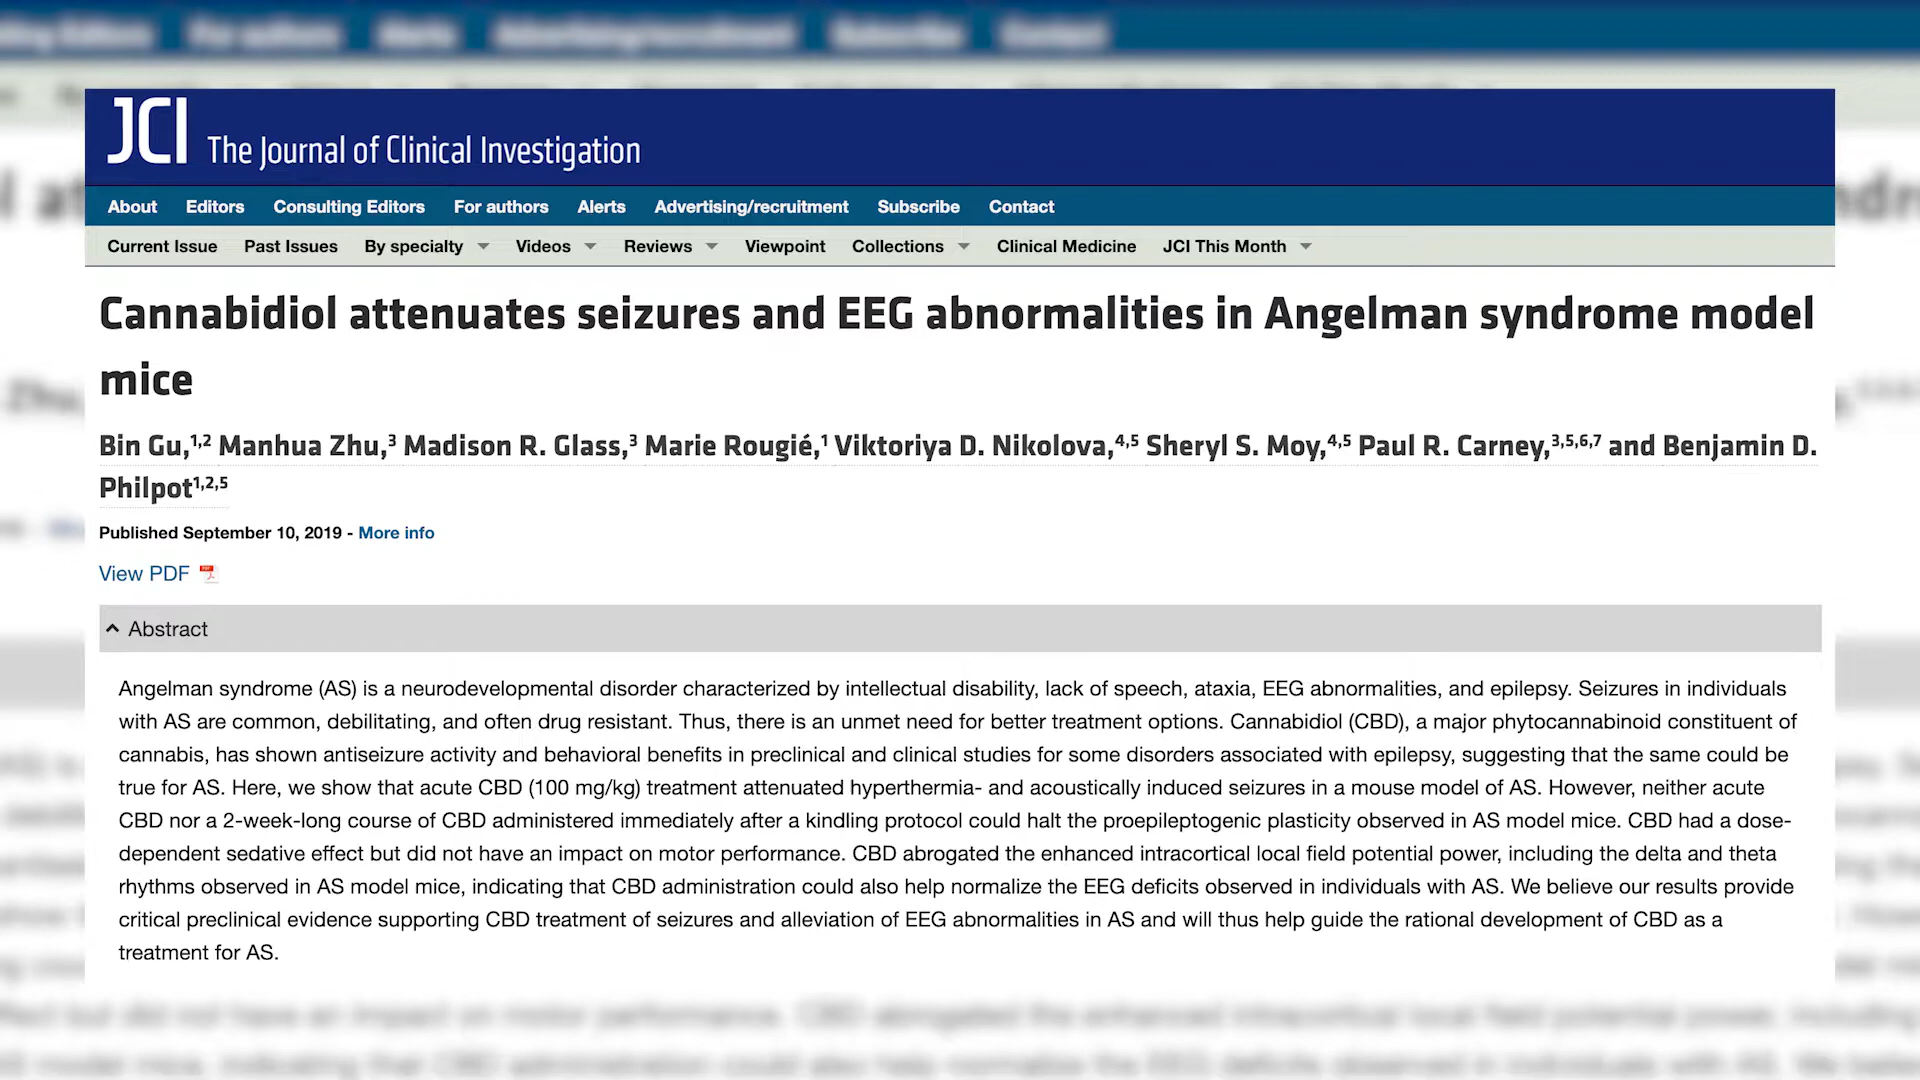 JCI The Journal of Clinical Investigation
About Editors Consulting Editors For authors Alerts Advertising/recruitment Subscribe Contact
Current Issue Past Issues By specialty Videos Reviews Viewpoint Collections Clinical Medicine JCI This Month
Cannabidiol attenuates seizures and EEG abnormalities in Angelman syndrome model
mice
Bin Gu,1,2 Manhua Zhu,3 Madison R. Glass,3 Marie Rougié,1 Viktoriya D. Nikolova,4,5 Sheryl S. Moy,4,5 Paul R. Carney,3,5,6,7 and Benjamin D.
Philpot1,2,5
Published September 10, 2019 - More info
View PDF
Abstract
Angelman syndrome (AS) is a neurodevelopmental disorder characterized by intellectual disability, lack of speech, ataxia, EEG abnormalities, and epilepsy. Seizures in individuals
with AS are common, debilitating, and often drug resistant. Thus, there is an unmet need for better treatment options. Cannabidiol (CBD), a major phytocannabinoid constituent of
cannabis, has shown antiseizure activity and behavioral benefits in preclinical and clinical studies for some disorders associated with epilepsy, suggesting that the same could be
true for AS. Here, we show that acute CBD (100 mg/kg) treatment attenuated hyperthermia- and acoustically induced seizures in a mouse model of AS. However, neither acute
CBD nor a 2-week-long course of CBD administered immediately after a kindling protocol could halt the proepileptogenic plasticity observed in AS model mice. CBD had a dose-
dependent sedative effect but did not have an impact on motor performance. CBD abrogated the enhanced intracortical local field potential power, including the delta and theta
rhythms observed in AS model mice, indicating that CBD administration could also help normalize the EEG deficits observed in individuals with AS. We believe our results provide
critical preclinical evidence supporting CBD treatment of seizures and alleviation of EEG abnormalities in AS and will thus help guide the rational development of CBD as a
treatment for AS.